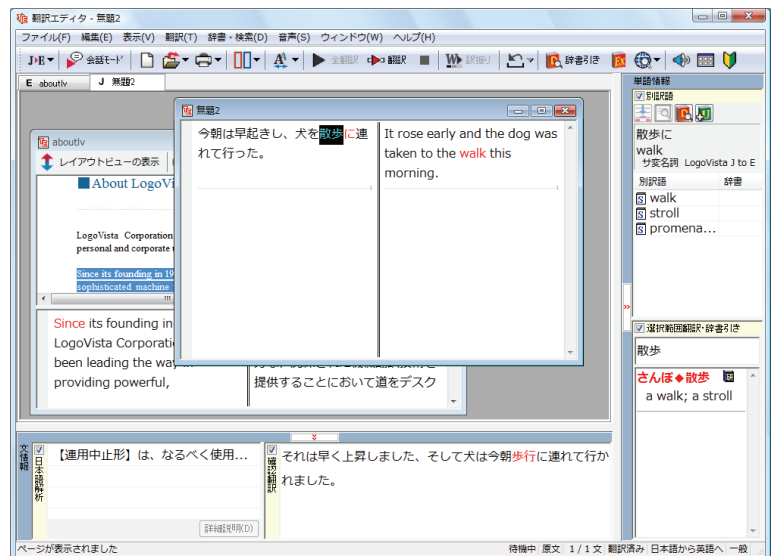 翻訳エディタ - 無題2
ファイル(F) 編集(E) 表示(V) 翻訳(T) 辞書・検索(D) 音声(S) ウィンドウ(W) ヘルプ(H)
J▸E 会話モード 全翻訳 翻訳 訳振り 辞書引き
E aboutlv J 無題2
無題2
今朝は早起きし、犬を散歩に連
れて行った。
It rose early and the dog was
taken to the walk this
morning.
aboutlv
レイアウトビューの表示
About LogoVi
LogoVista Corporation
personal and corporate
Since its founding in 19
sophisticated machine
Since its founding in
LogoVista Corporati
been leading the way
providing powerful,
提供することにおいて道をデスク
単語情報
別訳語
散歩に
walk
サ変名詞 LogoVista J to E
別訳語 辞書
walk
stroll
promena...
選択範囲翻訳・辞書引き
散歩
さんぽ◆散歩
a walk; a stroll
文情報
日本語解析
【連用中止形】は、なるべく使用...
詳細説明(D)
確認翻訳
それは早く上昇しました、そして犬は今朝歩行に連れて行か
れました。
ページが表示されました
待機中 原文 1/1文 翻訳済み 日本語から英語へ 一般